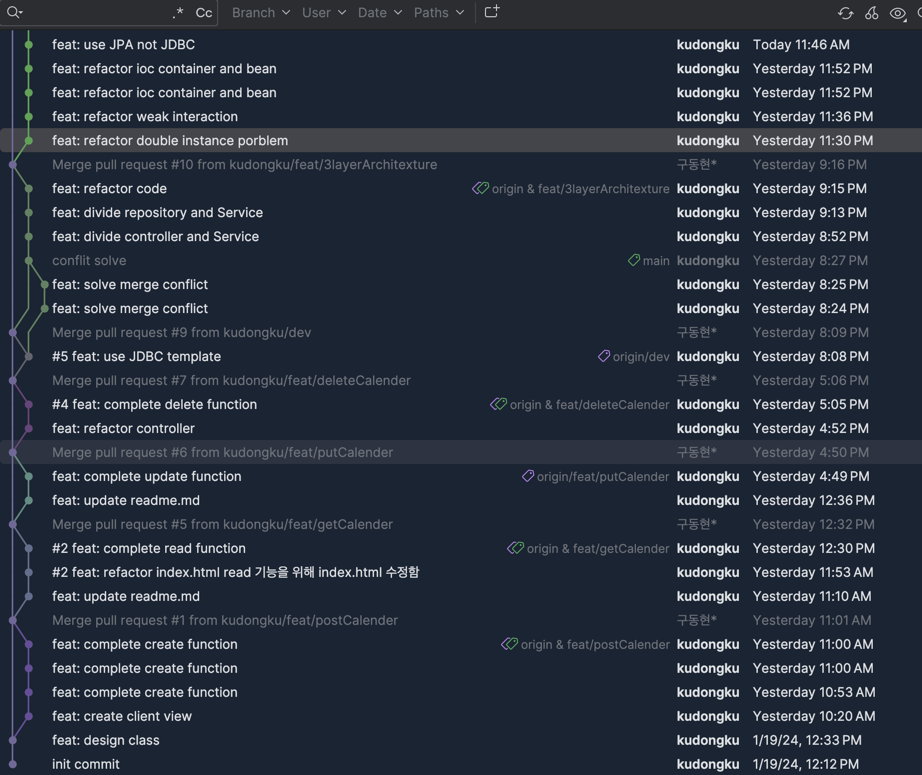 .* Cc Branch User Date Paths
feat: use JPA not JDBC kudongku Today 11:46 AM
feat: refactor ioc container and bean kudongku Yesterday 11:52 PM
feat: refactor ioc container and bean kudongku Yesterday 11:52 PM
feat: refactor weak interaction kudongku Yesterday 11:36 PM
feat: refactor double instance porblem kudongku Yesterday 11:30 PM
Merge pull request #10 from kudongku/feat/3layerArchitexture 구동현* Yesterday 9:16 PM
feat: refactor code origin & feat/3layerArchitexture kudongku Yesterday 9:15 PM
feat: divide repository and Service kudongku Yesterday 9:13 PM
feat: divide controller and Service kudongku Yesterday 8:52 PM
conflit solve main kudongku Yesterday 8:27 PM
feat: solve merge conflict kudongku Yesterday 8:25 PM
feat: solve merge conflict kudongku Yesterday 8:24 PM
Merge pull request #9 from kudongku/dev 구동현* Yesterday 8:09 PM
#5 feat: use JDBC template origin/dev kudongku Yesterday 8:08 PM
Merge pull request #7 from kudongku/feat/deleteCalender 구동현* Yesterday 5:06 PM
#4 feat: complete delete function origin & feat/deleteCalender kudongku Yesterday 5:05 PM
feat: refactor controller kudongku Yesterday 4:52 PM
Merge pull request #6 from kudongku/feat/putCalender 구동현* Yesterday 4:50 PM
feat: complete update function origin/feat/putCalender kudongku Yesterday 4:49 PM
feat: update readme.md kudongku Yesterday 12:36 PM
Merge pull request #5 from kudongku/feat/getCalender 구동현* Yesterday 12:32 PM
#2 feat: complete read function origin & feat/getCalender kudongku Yesterday 12:30 PM
#2 feat: refactor index.html read 기능을 위해 index.html 수정함 kudongku Yesterday 11:53 AM
feat: update readme.md kudongku Yesterday 11:10 AM
Merge pull request #1 from kudongku/feat/postCalender 구동현* Yesterday 11:01 AM
feat: complete create function origin & feat/postCalender kudongku Yesterday 11:00 AM
feat: complete create function kudongku Yesterday 11:00 AM
feat: complete create function kudongku Yesterday 10:53 AM
feat: create client view kudongku Yesterday 10:20 AM
feat: design class kudongku 1/19/24, 12:33 PM
init commit kudongku 1/19/24, 12:12 PM